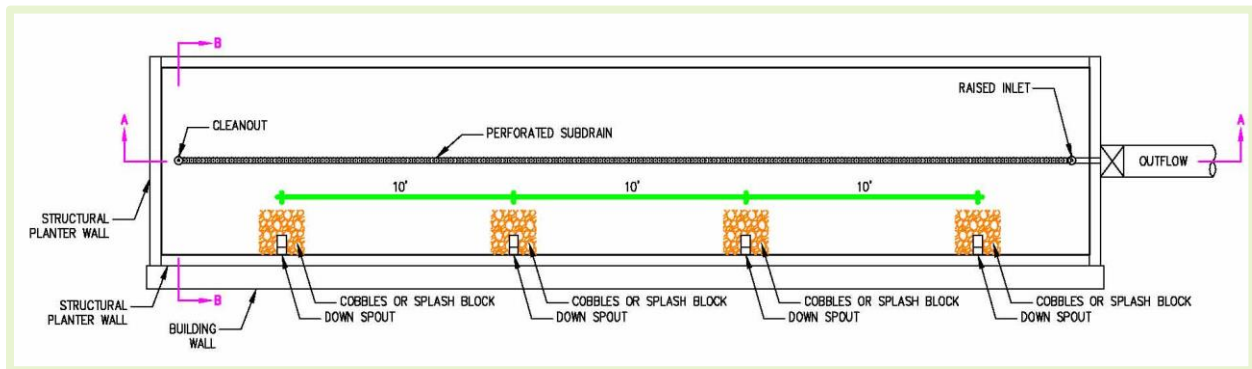 B
RAISED INLET
A
CLEANOUT
PERFORATED SUBDRAIN
A
OUTFLOW
10'
10'
10'
STRUCTURAL
PLANTER WALL
STRUCTURAL
PLANTER WALL
B
BUILDING
WALL
COBBLES OR SPLASH BLOCK
DOWN SPOUT
COBBLES OR SPLASH BLOCK
DOWN SPOUT
COBBLES OR SPLASH BLOCK
DOWN SPOUT
COBBLES OR SPLASH BLOCK
DOWN SPOUT